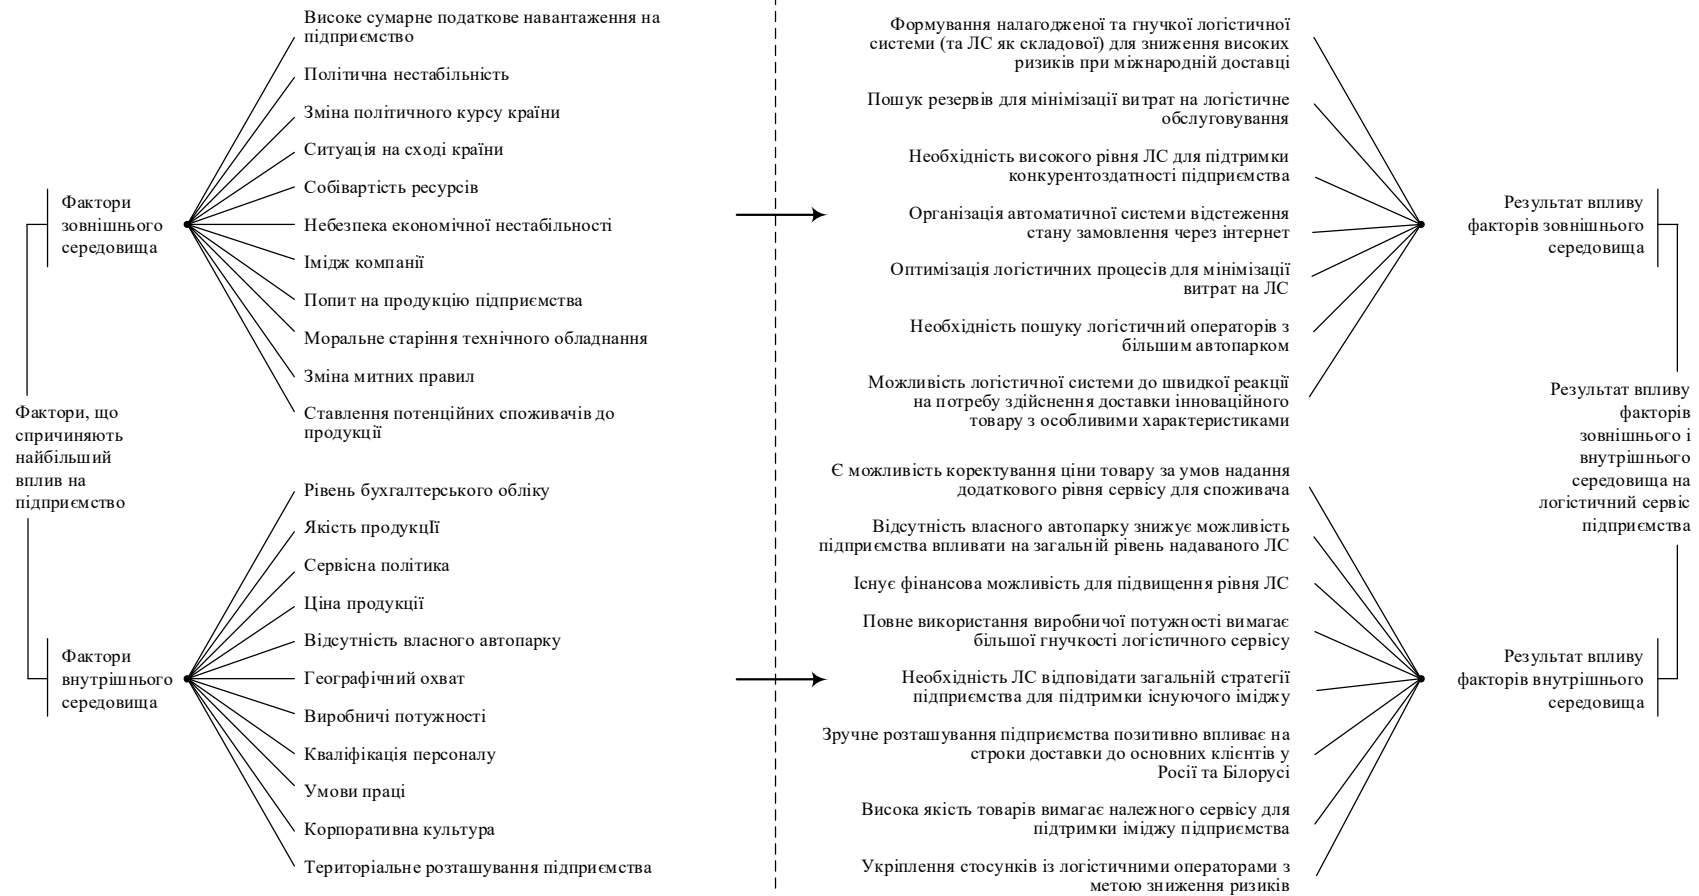 Фактори, що
спричиняють
найбільший
вплив на
підприємство
Фактори
зовнішнього
середовища
Високе сумарне податкове навантаження на
підприємство
Політична нестабільність
Зміна політичного курсу країни
Ситуація на сході країни
Собівартість ресурсів
Небезпека економічної нестабільності
Імідж компанії
Попит на продукцію підприємства
Моральне старіння технічного обладнання
Зміна митних правил
Ставлення потенційних споживачів до
продукції
Фактори
внутрішнього
середовища
Рівень бухгалтерського обліку
Якість продукції
Сервісна політика
Ціна продукції
Відсутність власного автопарку
Географічний охват
Виробничі потужності
Кваліфікація персоналу
Умови праці
Корпоративна культура
Територіальне розташування підприємства
Формування налагодженої та гнучкої логістичної
системи (та ЛС як складової) для зниження високих
ризиків при міжнародній доставці
Пошук резервів для мінімізації витрат на логістичне
обслуговування
Необхідність високого рівня ЛС для підтримки
конкурентоздатності підприємства
Організація автоматичної системи відстеження
стану замовлення через інтернет
Оптимізація логістичних процесів для мінімізації
витрат на ЛС
Необхідність пошуку логістичний операторів з
більшим автопарком
Можливість логістичної системи до швидкої реакції
на потребу здійснення доставки інноваційного
товару з особливими характеристиками
Результат впливу
факторів зовнішнього
середовища
Є можливість коректування ціни товару за умов надання
додаткового рівня сервісу для споживача
Відсутність власного автопарку знижує можливість
підприємства впливати на загальній рівень надаваного ЛС
Існує фінансова можливість для підвищення рівня ЛС
Повне використання виробничої потужності вимагає
більшої гнучкості логістичного сервісу
Необхідність ЛС відповідати загальній стратегії
підприємства для підтримки існуючого іміджу
Зручне розташування підприємства позитивно впливає на
строки доставки до основних клієнтів у
Росії та Білорусі
Висока якість товарів вимагає належного сервісу для
підтримки іміджу підприємства
Укріплення стосунків із логістичними операторами з
метою зниження ризиків
Результат впливу
факторів внутрішнього
середовища
Результат впливу
факторів
зовнішнього і
внутрішнього
середовища на
логістичний сервіс
підприємства